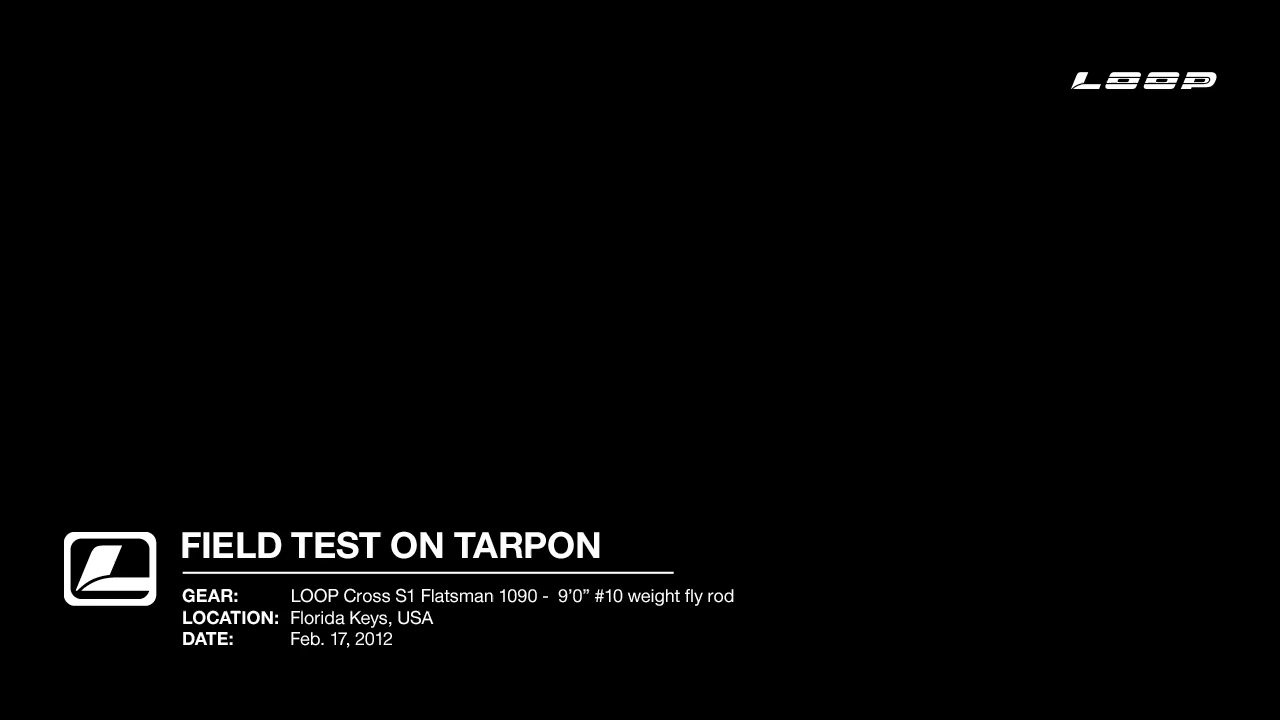 LOOP
FIELD TEST ON TARPON
GEAR: LOOP Cross S1 Flatsman 1090 - 9’0” #10 weight fly rod
LOCATION: Florida Keys, USA
DATE: Feb. 17, 2012